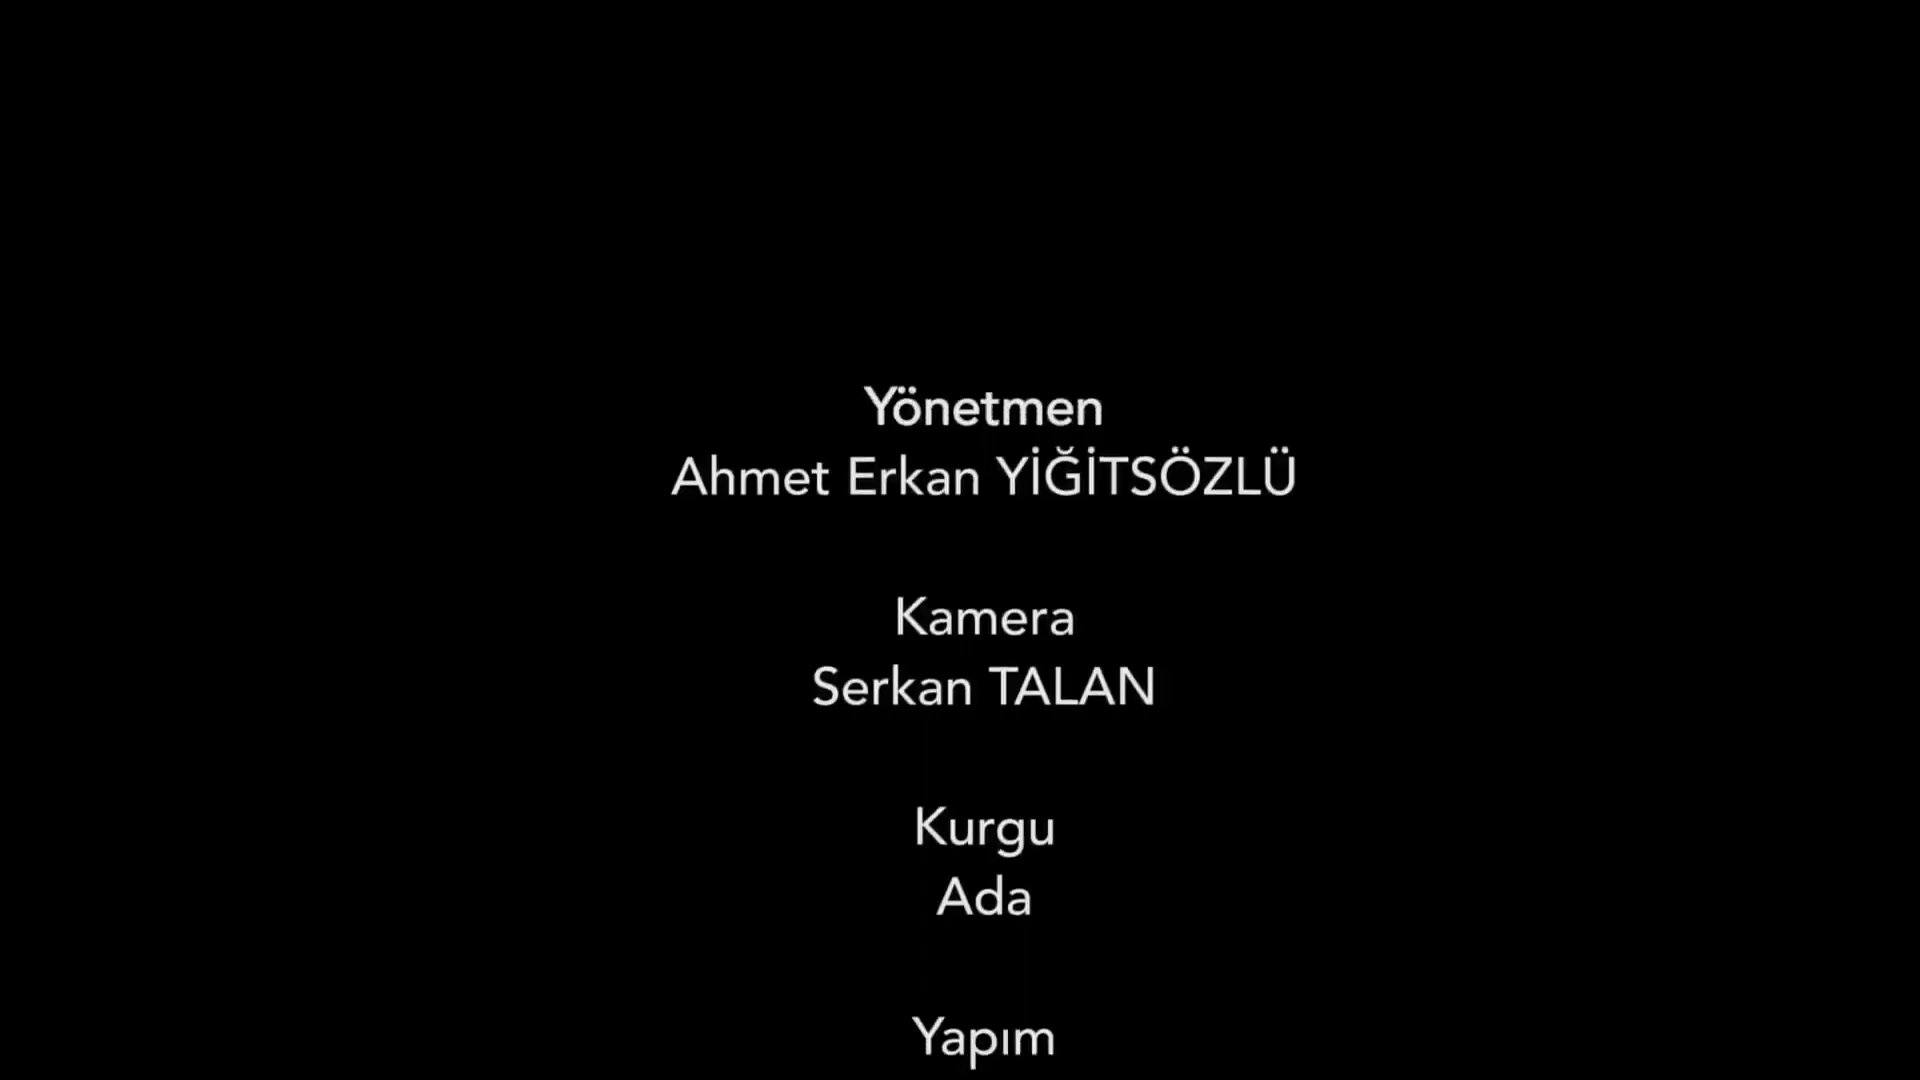 Yönetmen
Ahmet Erkan YİĞİTSÖZLÜ
Kamera
Serkan TALAN
Kurgu
Ada
Yapım